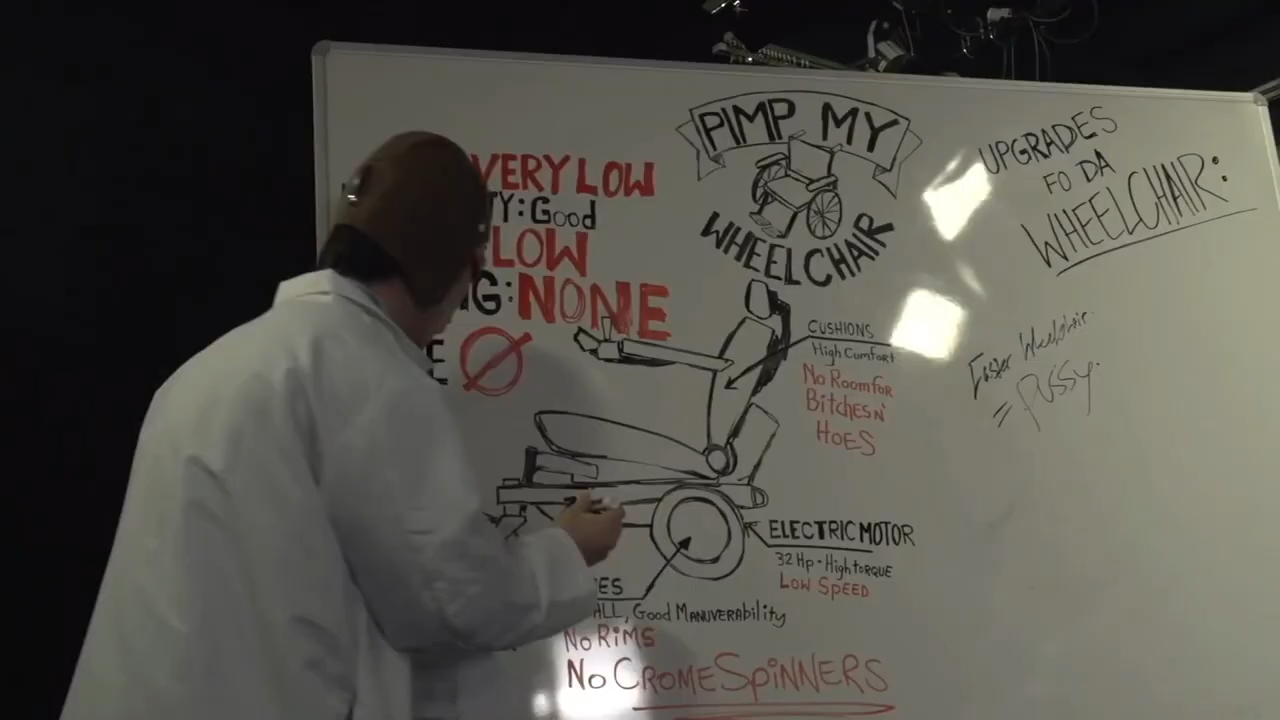 VERY LOW
TY: Good
LOW
G: NONE
E
PIMP MY
WHEELCHAIR
UPGRADES
FO DA
WHEELCHAIR:
CUSHIONS
High Comfort
No Room for
Bitches n'
Hoes
Easser Wheelchair
= pussy.
ELECTRIC MOTOR
32 Hp · High torque
Low Speed
ES
ALL, Good Manuverability
No Rims
No Crome Spinners